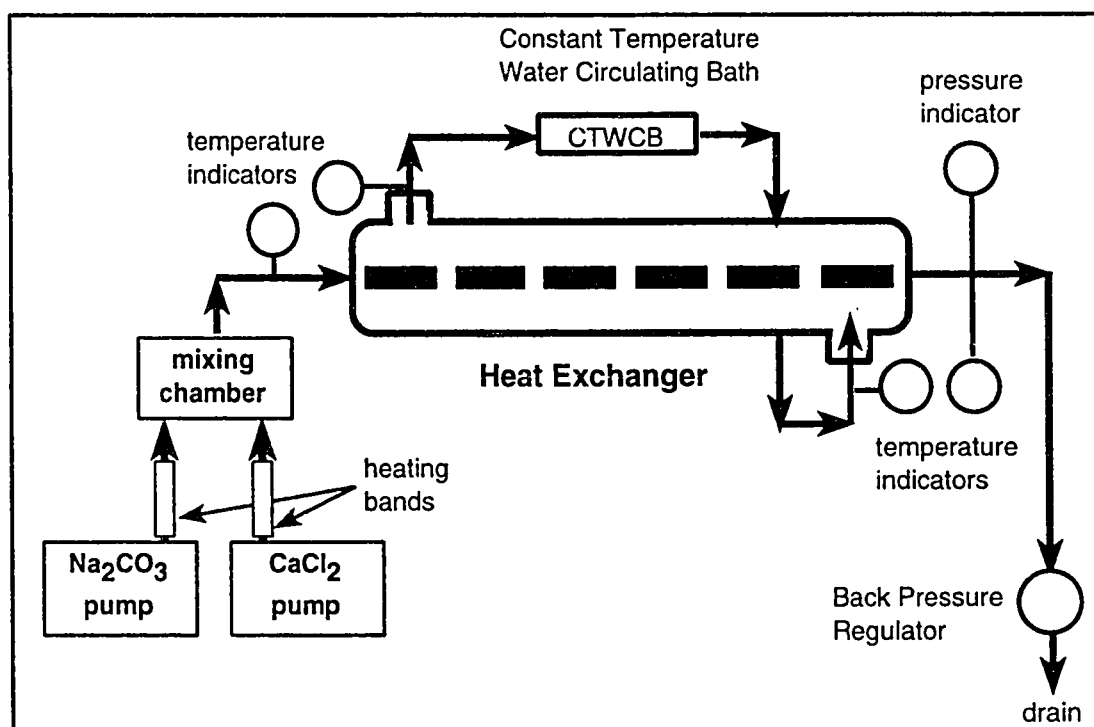 Constant Temperature
Water Circulating Bath
pressure
indicator
temperature
indicators
CTWCB
mixing
chamber
Heat Exchanger
temperature
indicators
heating
bands
Na₂CO₃
pump
CaCl₂
pump
Back Pressure
Regulator
drain